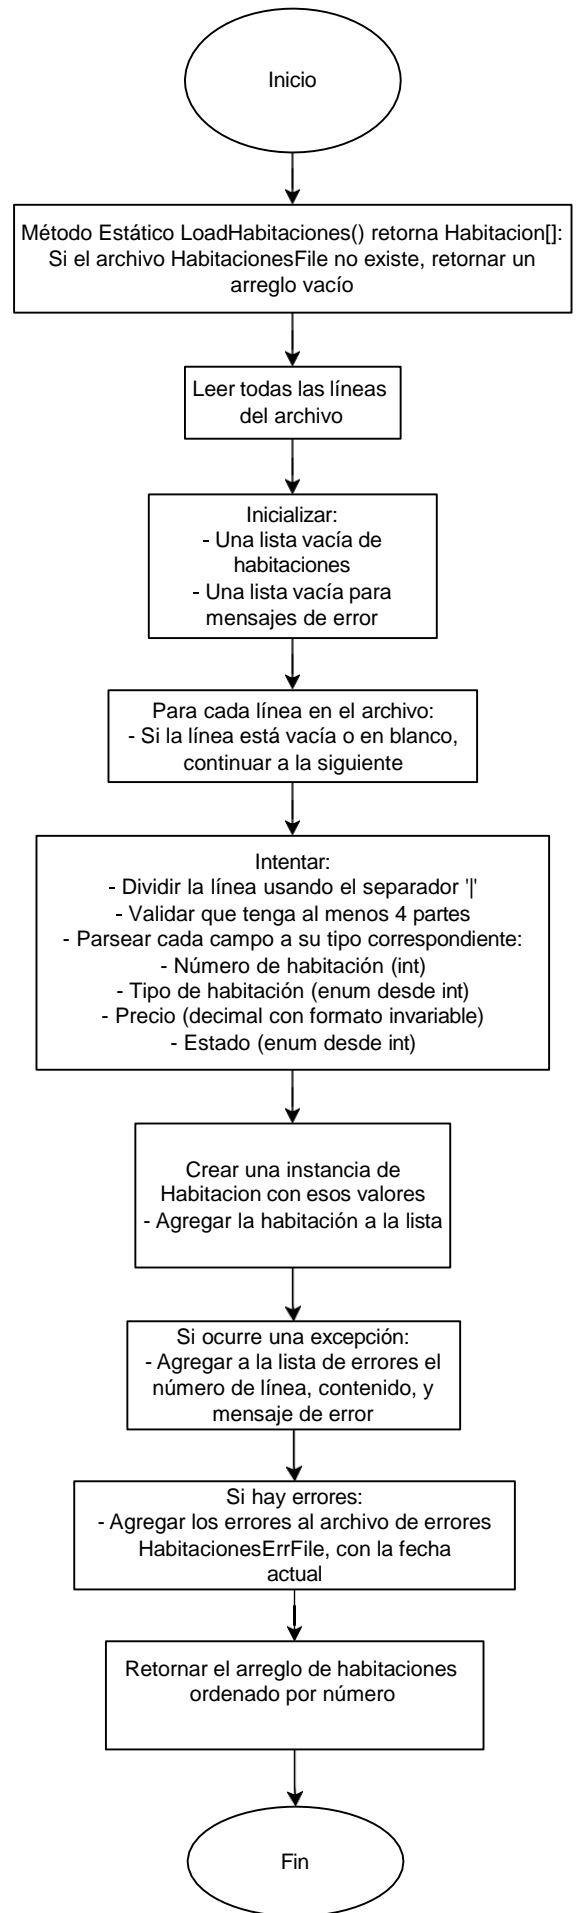 Inicio
Método Estático LoadHabitaciones() retorna Habitacion[]:
Si el archivo HabitacionesFile no existe, retornar un
arreglo vacío
Leer todas las líneas
del archivo
Inicializar:
- Una lista vacía de
habitaciones
- Una lista vacía para
mensajes de error
Para cada línea en el archivo:
- Si la línea está vacía o en blanco,
continuar a la siguiente
Intentar:
- Dividir la línea usando el separador '|'
- Validar que tenga al menos 4 partes
- Parsear cada campo a su tipo correspondiente:
- Número de habitación (int)
- Tipo de habitación (enum desde int)
- Precio (decimal con formato invariable)
- Estado (enum desde int)
Crear una instancia de
Habitacion con esos valores
- Agregar la habitación a la lista
Si ocurre una excepción:
- Agregar a la lista de errores el
número de línea, contenido, y
mensaje de error
Si hay errores:
- Agregar los errores al archivo de errores
HabitacionesErrFile, con la fecha
actual
Retornar el arreglo de habitaciones
ordenado por número
Fin